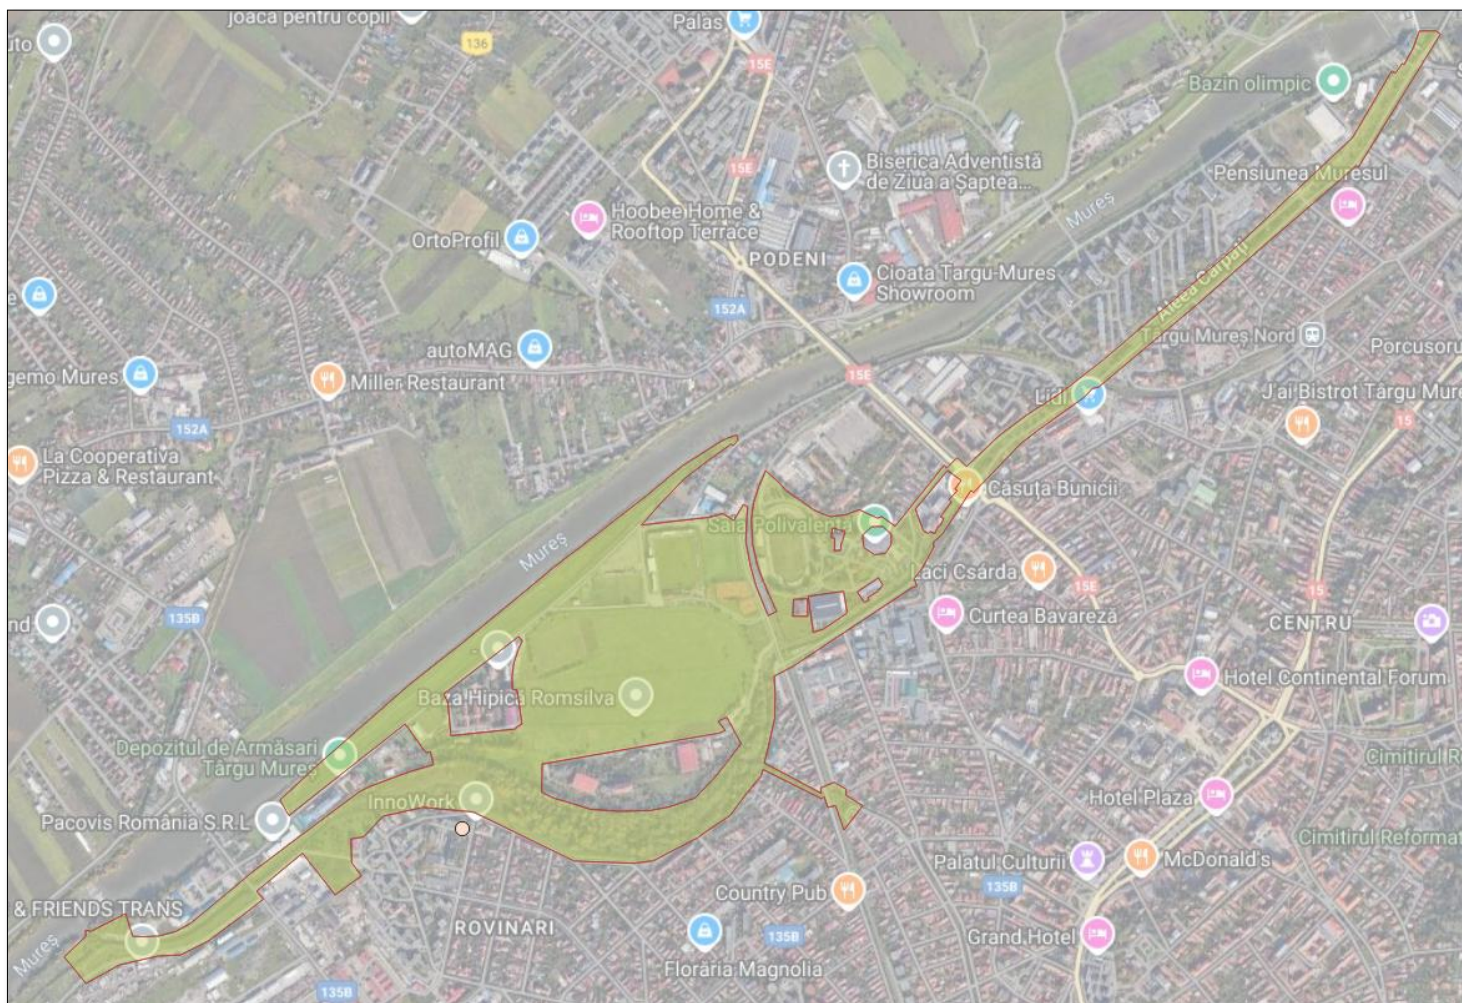 joacă pentru copii
Palas
136
15E
Bazin olimpic
15E
Biserica Adventistă
de Ziua a Șaptea...
Pensiunea Mureșul
Hoobee Home &
Rooftop Terrace
Mureș
OrtoProfil
PODENI
Cioata Targu-Mures
Showroom
Aleea Carpați
152A
Târgu Mureș Nord
autoMAG
Porcusoru
15E
gemo Mures
Miller Restaurant
Lidl
J'ai Bistrot Târgu Mure
152A
15
La Cooperativa
Pizza & Restaurant
Căsuța Bunicii
Sala Polivalentă
Mureș
Laci Csárda
15E
15
135B
nd
Curtea Bavareză
CENTRU
Hotel Continental Forum
Baza Hipică Romsilva
Depozitul de Armăsari
Târgu Mureș
Cimitirul R
InnoWork
Hotel Plaza
Pacovis România S.R.L
Cimitirul Reformat
Palatul Culturii
McDonald's
135B
Country Pub
& FRIENDS TRANS
ROVINARI
135B
Grand Hotel
Mureș
Florăria Magnolia
135B